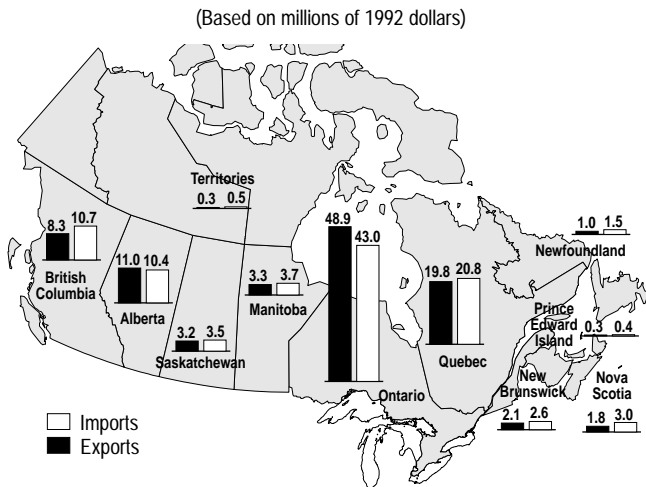 (Based on millions of 1992 dollars)
Territories
0.3 0.5
8.3 10.7
British
Columbia
11.0 10.4
Alberta
3.2 3.5
Saskatchewan
3.3 3.7
Manitoba
48.9
43.0
Ontario
19.8 20.8
Quebec
1.0 1.5
Newfoundland
Prince
Edward
Island
0.3 0.4
New
Brunswick
2.1 2.6
Nova
Scotia
1.8 3.0
Imports
Exports